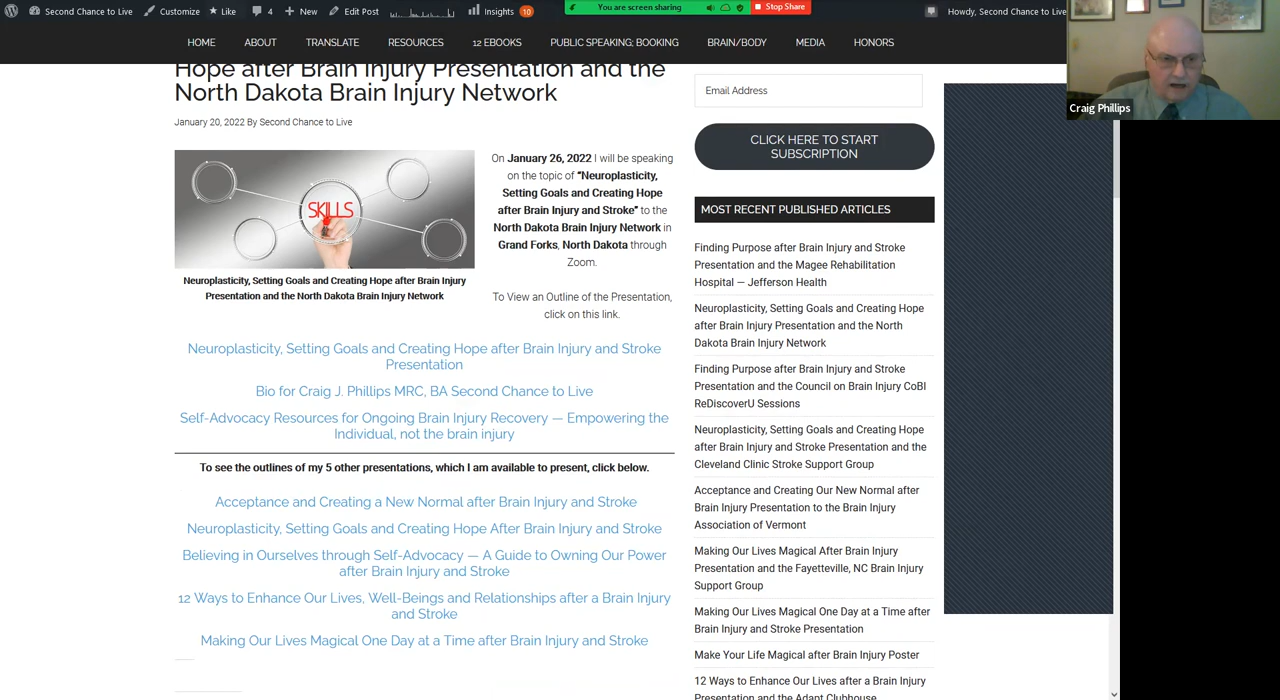 Second Chance to Live
Customize
Like
4
New
Edit Post
Insights
10
You are screen sharing
Stop Share
Howdy, Second Chance to Live
HOME
ABOUT
TRANSLATE
RESOURCES
12 EBOOKS
PUBLIC SPEAKING; BOOKING
BRAIN/BODY
MEDIA
HONORS
Craig Phillips
Hope after Brain Injury Presentation and the
North Dakota Brain Injury Network
January 20, 2022 By Second Chance to Live
SKILLS
Neuroplasticity, Setting Goals and Creating Hope after Brain Injury
Presentation and the North Dakota Brain Injury Network
On January 26, 2022 I will be speaking
on the topic of “Neuroplasticity,
Setting Goals and Creating Hope
after Brain Injury and Stroke” to the
North Dakota Brain Injury Network in
Grand Forks, North Dakota through
Zoom.
To View an Outline of the Presentation,
click on this link.
Neuroplasticity, Setting Goals and Creating Hope after Brain Injury and Stroke
Presentation
Bio for Craig J. Phillips MRC, BA Second Chance to Live
Self-Advocacy Resources for Ongoing Brain Injury Recovery — Empowering the
Individual, not the brain injury
To see the outlines of my 5 other presentations, which I am available to present, click below.
Acceptance and Creating a New Normal after Brain Injury and Stroke
Neuroplasticity, Setting Goals and Creating Hope After Brain Injury and Stroke
Believing in Ourselves through Self-Advocacy — A Guide to Owning Our Power
after Brain Injury and Stroke
12 Ways to Enhance Our Lives, Well-Beings and Relationships after a Brain Injury
and Stroke
Making Our Lives Magical One Day at a Time after Brain Injury and Stroke
Email Address
CLICK HERE TO START
SUBSCRIPTION
MOST RECENT PUBLISHED ARTICLES
Finding Purpose after Brain Injury and Stroke
Presentation and the Magee Rehabilitation
Hospital — Jefferson Health
Neuroplasticity, Setting Goals and Creating Hope
after Brain Injury Presentation and the North
Dakota Brain Injury Network
Finding Purpose after Brain Injury and Stroke
Presentation and the Council on Brain Injury CoBI
ReDiscoverU Sessions
Neuroplasticity, Setting Goals and Creating Hope
after Brain Injury and Stroke Presentation and the
Cleveland Clinic Stroke Support Group
Acceptance and Creating Our New Normal after
Brain Injury Presentation to the Brain Injury
Association of Vermont
Making Our Lives Magical After Brain Injury
Presentation and the Fayetteville, NC Brain Injury
Support Group
Making Our Lives Magical One Day at a Time after
Brain Injury and Stroke Presentation
Make Your Life Magical after Brain Injury Poster
12 Ways to Enhance Our Lives after a Brain Injury
Presentation and the Adapt Clubhouse